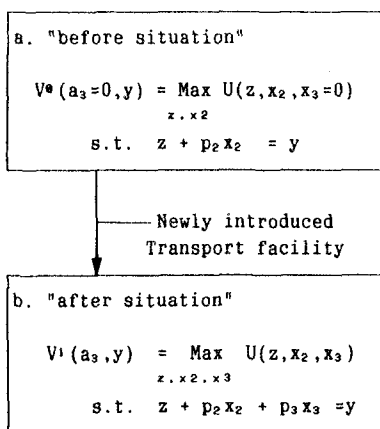 a. "before situation"
V⁰(a₃=0,y) = Max U(z,x₂,x₃=0)
z,x2
s.t. z + p₂x₂ = y
Newly introduced
Transport facility
b. "after situation"
V¹(a₃,y) = Max U(z,x₂,x₃)
z,x2,x3
s.t. z + p₂x₂ + p₃x₃ =y